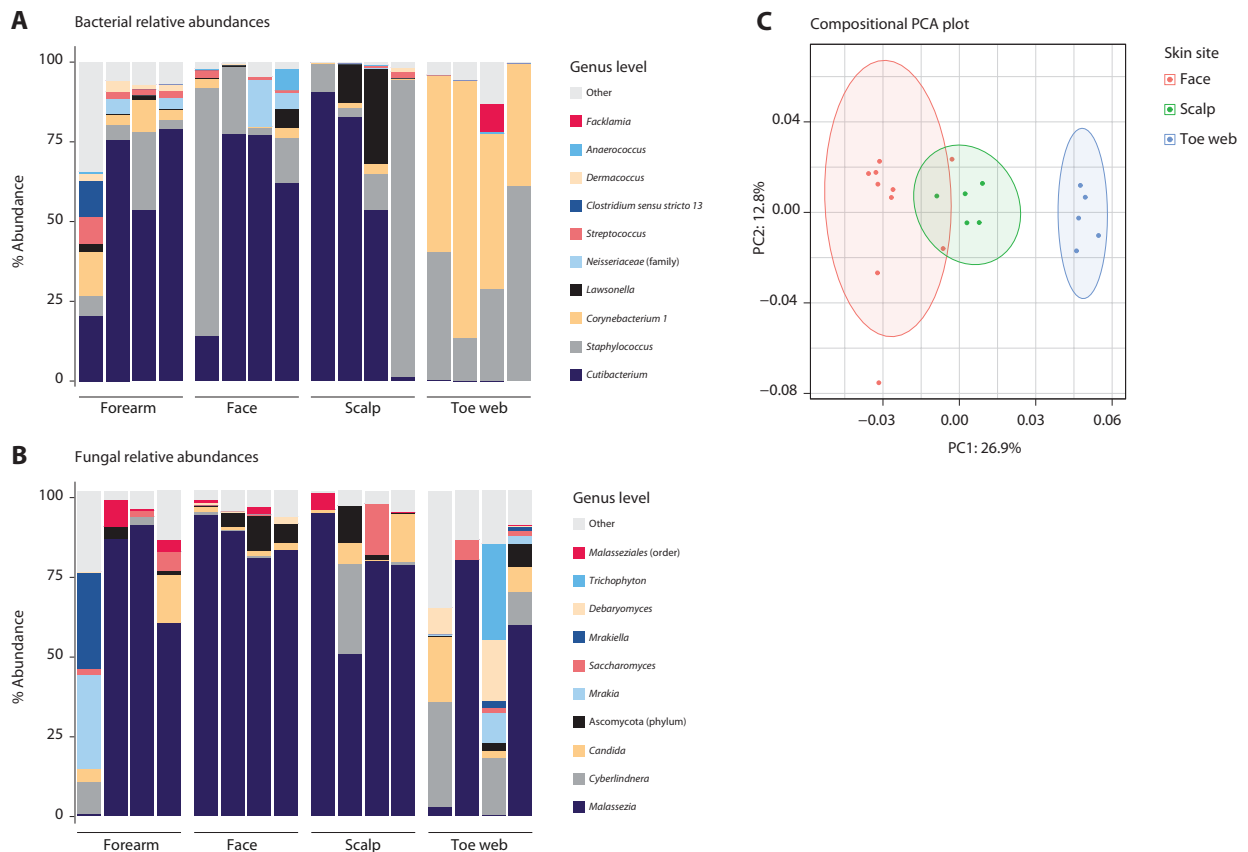 A
Bacterial relative abundances
100
75
50
25
0
% Abundance
Forearm
Face
Scalp
Toe web
Genus level
Other
Facklamia
Anaerococcus
Dermacoccus
Clostridium sensu stricto 13
Streptococcus
Neisseriaceae (family)
Lawsonella
Corynebacterium 1
Staphylococcus
Cutibacterium
B
Fungal relative abundances
100
75
50
25
0
% Abundance
Forearm
Face
Scalp
Toe web
Genus level
Other
Malasseziales (order)
Trichophyton
Debaryomyces
Mrakiella
Saccharomyces
Mrakia
Ascomycota (phylum)
Candida
Cyberlindnera
Malassezia
C
Compositional PCA plot
0.04
0.00
−0.04
−0.08
PC2: 12.8%
−0.03
0.00
0.03
0.06
PC1: 26.9%
Skin site
Face
Scalp
Toe web